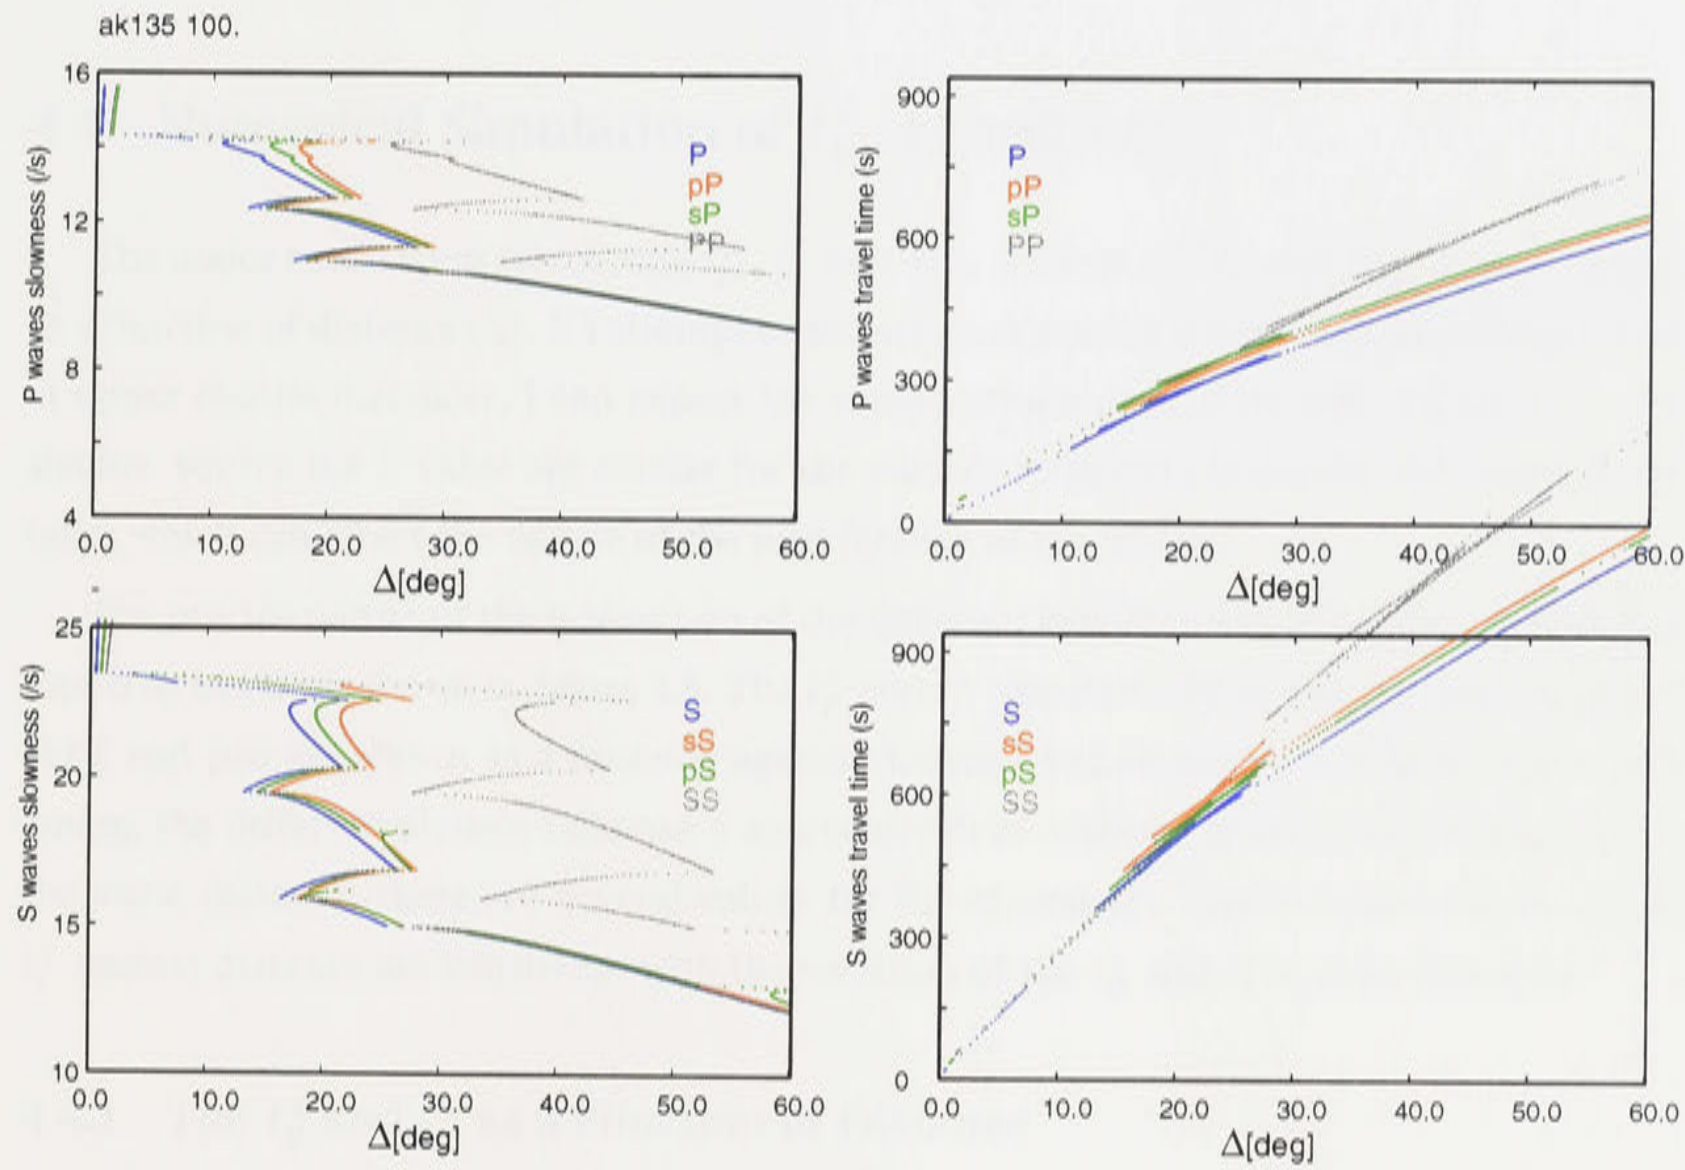 ak135 100.
P waves slowness (/s)
16
12
8
4
0.0 10.0 20.0 30.0 40.0 50.0 60.0
Δ[deg]
P
pP
sP
PP
P waves travel time (s)
900
600
300
0
0.0 10.0 20.0 30.0 40.0 50.0 60.0
Δ[deg]
P
pP
sP
PP
S waves slowness (/s)
25
20
15
10
0.0 10.0 20.0 30.0 40.0 50.0 60.0
Δ[deg]
S
sS
pS
SS
S waves travel time (s)
900
600
300
0
0.0 10.0 20.0 30.0 40.0 50.0 60.0
Δ[deg]
S
sS
pS
SS